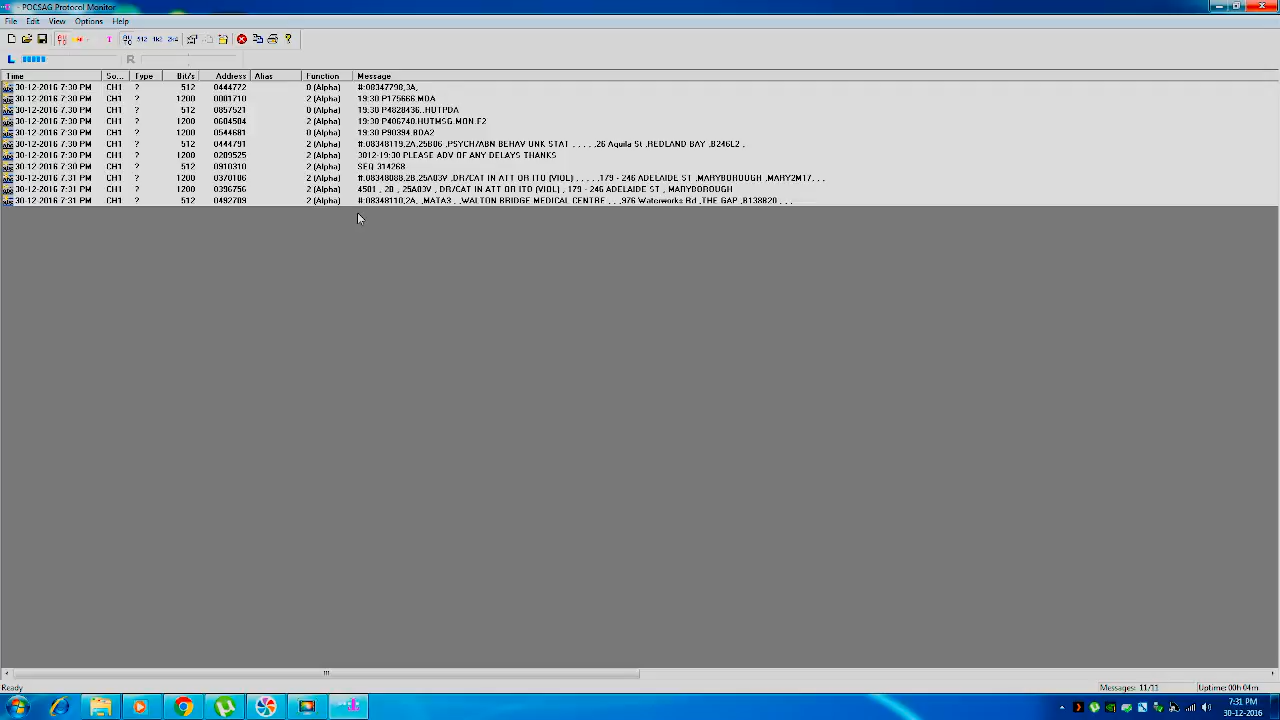 POCSAG Protocol Monitor
File Edit View Options Help
L R
Time So... Type Bit/s Address Alias Function Message
30-12-2016 7:30 PM CH1 ? 512 0444722 0 (Alpha) #:08347798,3A,
30-12-2016 7:30 PM CH1 ? 1200 0001710 2 (Alpha) 19:30 P175666.MDA
30-12-2016 7:30 PM CH1 ? 512 0857521 0 (Alpha) 19:30 P4828436..HUTPDA
30-12-2016 7:30 PM CH1 ? 1200 0604504 2 (Alpha) 19:30 P406740.HUTMSG.MON.F2
30-12-2016 7:30 PM CH1 ? 1200 0544681 0 (Alpha) 19:30 P90394.BDA2
30-12-2016 7:30 PM CH1 ? 512 0444791 2 (Alpha) #:08348119,2A,25B06 ,PSYCH?ABN BEHAV UNK STAT , , , , ,26 Aquila St ,REDLAND BAY ,B246L2 ,
30-12-2016 7:30 PM CH1 ? 1200 0209525 2 (Alpha) 3012-19:30 PLEASE ADV OF ANY DELAYS THANKS
30-12-2016 7:30 PM CH1 ? 512 0910310 2 (Alpha) SEQ 314268
30-12-2016 7:31 PM CH1 ? 1200 0370106 2 (Alpha) #:08348088,2B,25A03V ,DR/CAT IN ATT OR ITO (VIOL) , , , , ,179 - 246 ADELAIDE ST ,MARYBOROUGH ,MARY2M17, , ,
30-12-2016 7:31 PM CH1 ? 1200 0396756 2 (Alpha) 4501 , 2B , 25A03V , DR/CAT IN ATT OR ITO (VIOL) , 179 - 246 ADELAIDE ST , MARYBOROUGH
30-12-2016 7:31 PM CH1 ? 512 0492709 2 (Alpha) #:08348110,2A, ,MATA3 , ,WALTON BRIDGE MEDICAL CENTRE , , ,976 Waterworks Rd ,THE GAP ,B138B20 , , ,
Ready Messages: 11/11 Uptime: 00h 04m
7:31 PM
30-12-2016